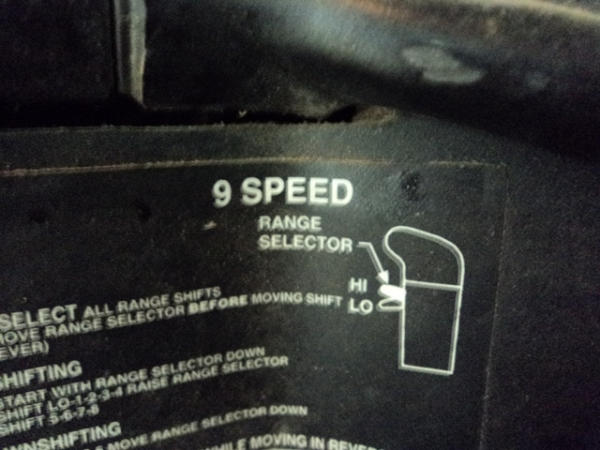 9 SPEED
RANGE
SELECTOR
HI
LO
SELECT ALL RANGE SHIFTS
MOVE RANGE SELECTOR BEFORE MOVING SHIFT
EVER)
SHIFTING
START WITH RANGE SELECTOR DOWN
SHIFT LO-1-2-3-4 RAISE RANGE SELECTOR
SHIFT 5-6-7-8
WNSHIFTING
MOVE RANGE SELECTOR DOWN
WHILE MOVING IN REVER